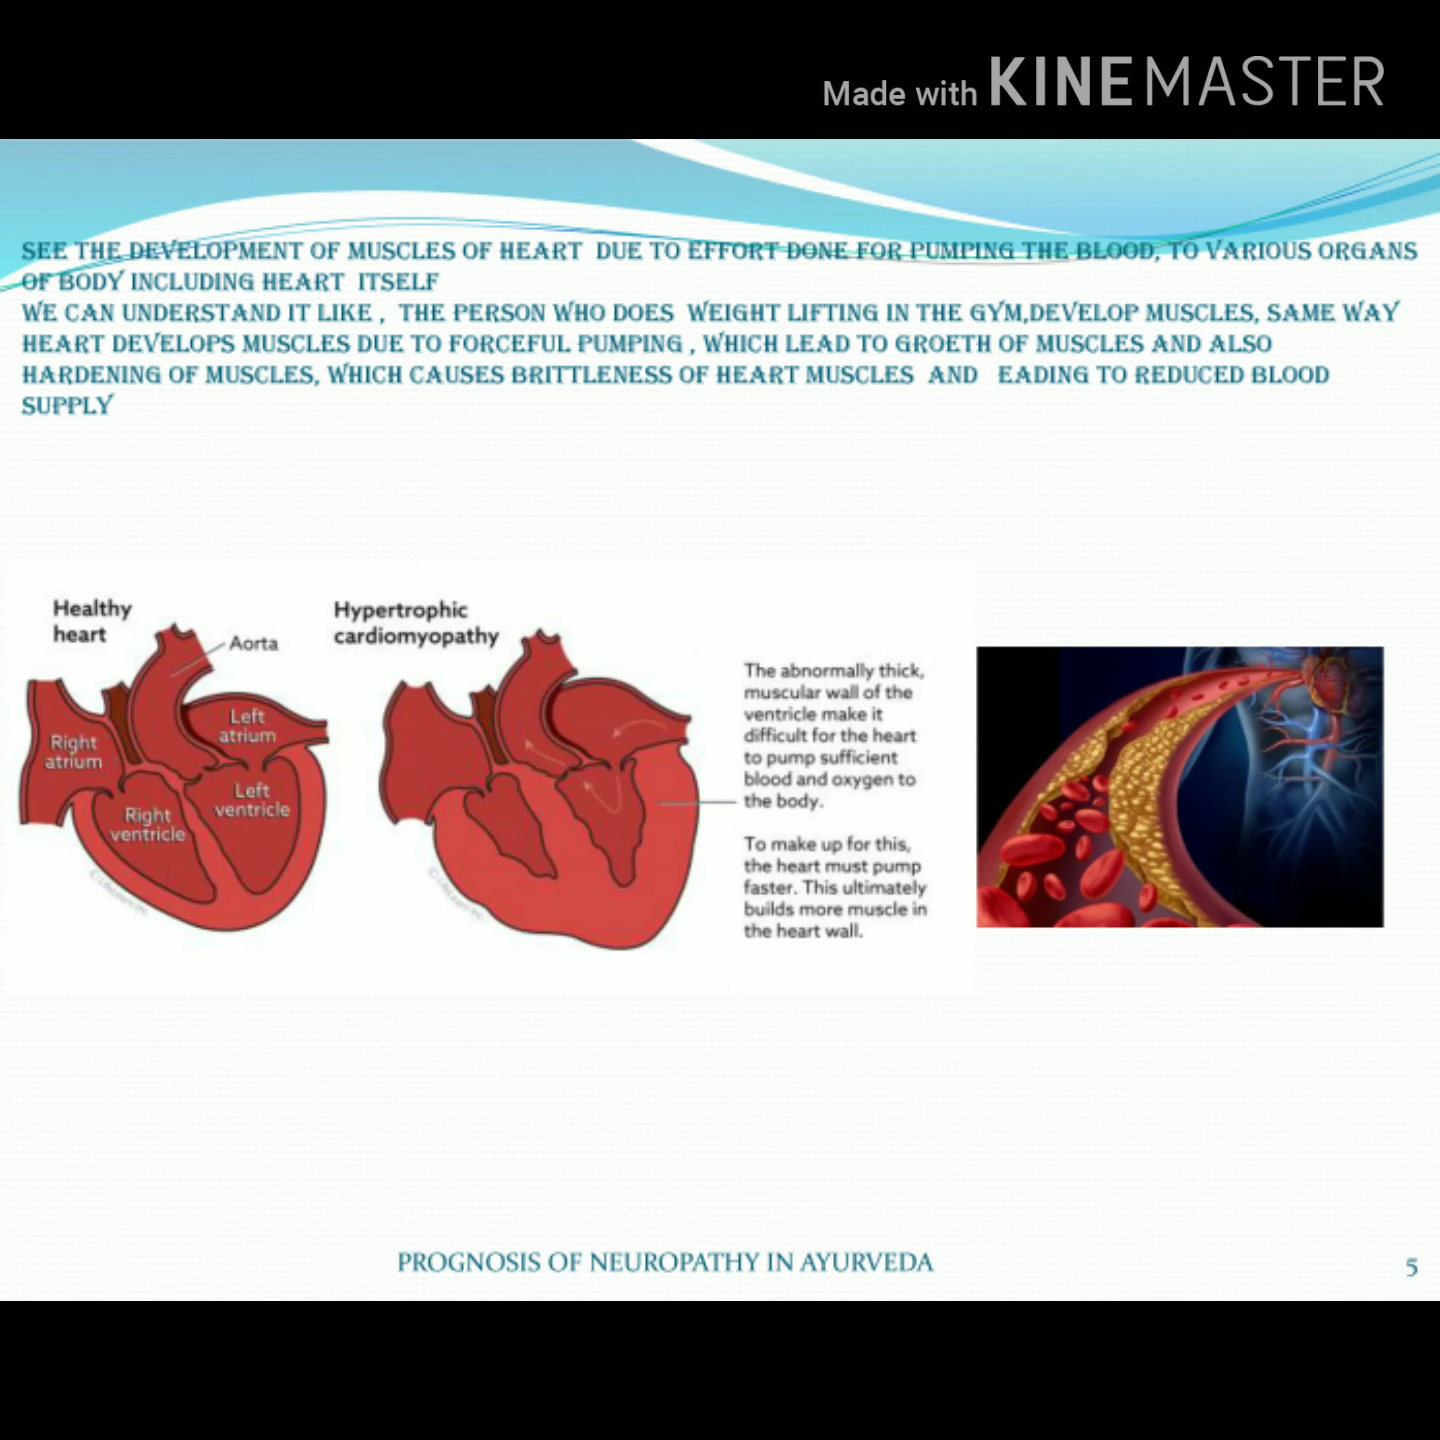 Made with KINEMASTER
SEE THE DEVELOPMENT OF MUSCLES OF HEART DUE TO EFFORT DONE FOR PUMPING THE BLOOD, TO VARIOUS ORGANS
OF BODY INCLUDING HEART ITSELF
WE CAN UNDERSTAND IT LIKE , THE PERSON WHO DOES WEIGHT LIFTING IN THE GYM,DEVELOP MUSCLES, SAME WAY
HEART DEVELOPS MUSCLES DUE TO FORCEFUL PUMPING , WHICH LEAD TO GROETH OF MUSCLES AND ALSO
HARDENING OF MUSCLES, WHICH CAUSES BRITTLENESS OF HEART MUSCLES AND EADING TO REDUCED BLOOD
SUPPLY
Healthy
heart
Aorta
Left
atrium
Right
atrium
Left
ventricle
Right
ventricle
Hypertrophic
cardiomyopathy
The abnormally thick,
muscular wall of the
ventricle make it
difficult for the heart
to pump sufficient
blood and oxygen to
the body.
To make up for this,
the heart must pump
faster. This ultimately
builds more muscle in
the heart wall.
PROGNOSIS OF NEUROPATHY IN AYURVEDA
5